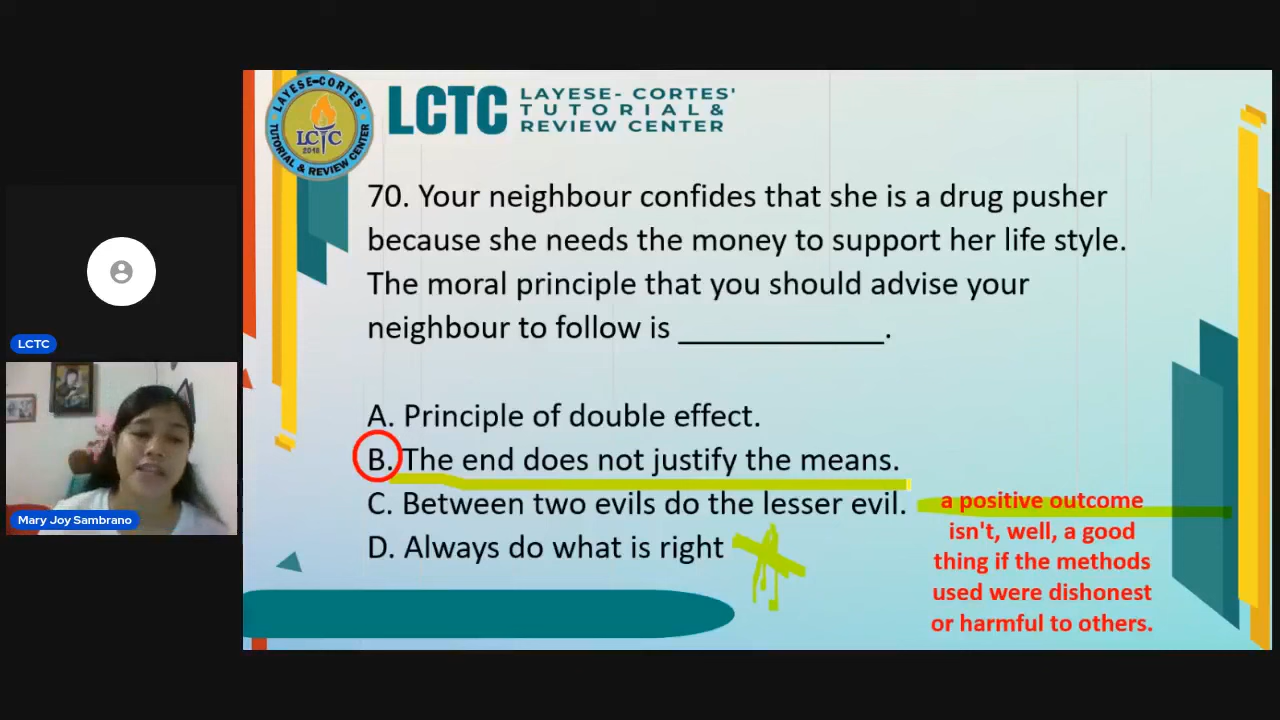 LAYESE-CORTES'
LCTC
2016
TUTORIAL & REVIEW CENTER
LCTC
LAYESE- CORTES'
TUTORIAL &
REVIEW CENTER
70. Your neighbour confides that she is a drug pusher
because she needs the money to support her life style.
The moral principle that you should advise your
neighbour to follow is ____________.
A. Principle of double effect.
B. The end does not justify the means.
C. Between two evils do the lesser evil.
D. Always do what is right
a positive outcome
isn't, well, a good
thing if the methods
used were dishonest
or harmful to others.
LCTC
Mary Joy Sambrano